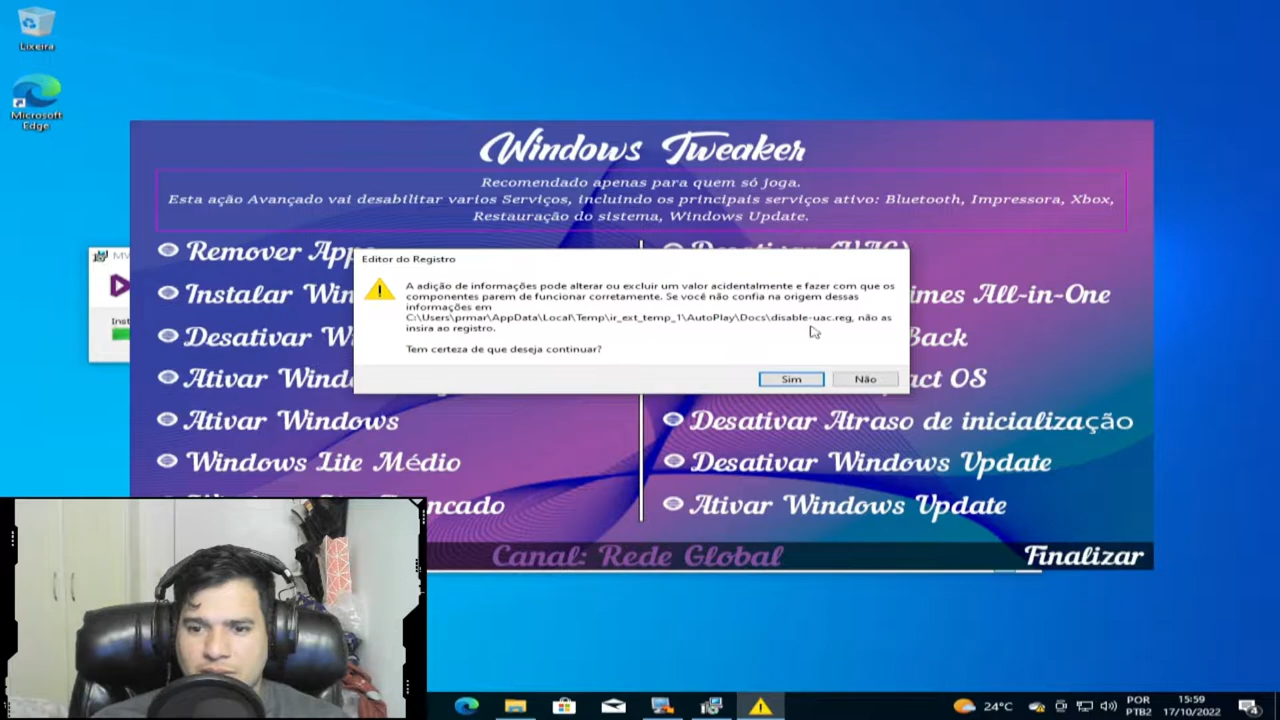 Lixeira
Microsoft
Edge
Windows Tweaker
Recomendado apenas para quem só joga.
Esta ação Avançado vai desabilitar varios Serviços, incluindo os principais serviços ativo: Bluetooth, Impressora, Xbox,
Restauração do sistema, Windows Update.
Remover Apps
Desativar (UAC)
Editor do Registro
A adição de informações pode alterar ou excluir um valor acidentalmente e fazer com que os
componentes parem de funcionar corretamente. Se você não confia na origem dessas
informações em
C:\Users\prmar\AppData\Local\Temp\ir_ext_temp_1\AutoPlay\Docs\disable-uac.reg, não as
insira ao registro.
Tem certeza de que deseja continuar?
Sim
Não
MV
Inst
Instalar Win
times All-in-One
Desativar W
Back
Ativar Wind
act OS
Ativar Windows
Desativar Atraso de inicialização
Windows Lite Médio
Desativar Windows Update
ncado
Ativar Windows Update
Canal: Rede Global
Finalizar
24°C
POR
PTB2
15:59
17/10/2022
4